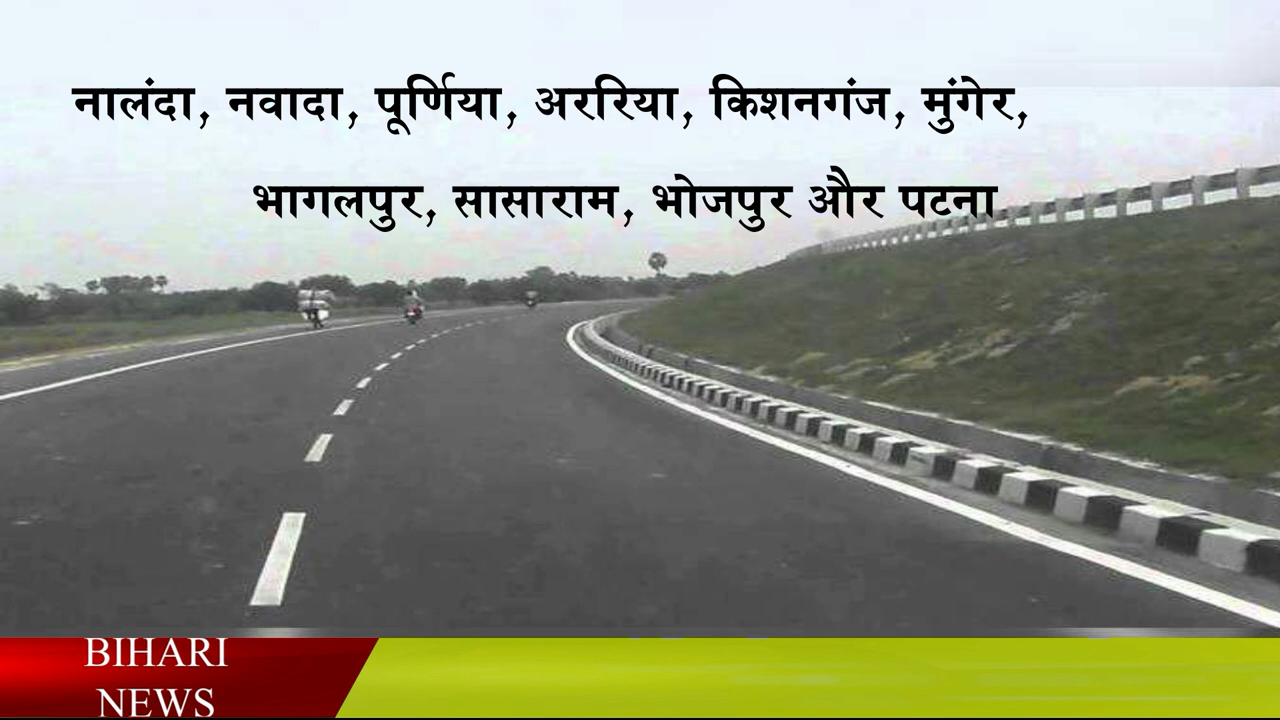 नालंदा, नवादा, पूर्णिया, अररिया, किशनगंज, मुंगेर,
भागलपुर, सासाराम, भोजपुर और पटना
BIHARI
NEWS